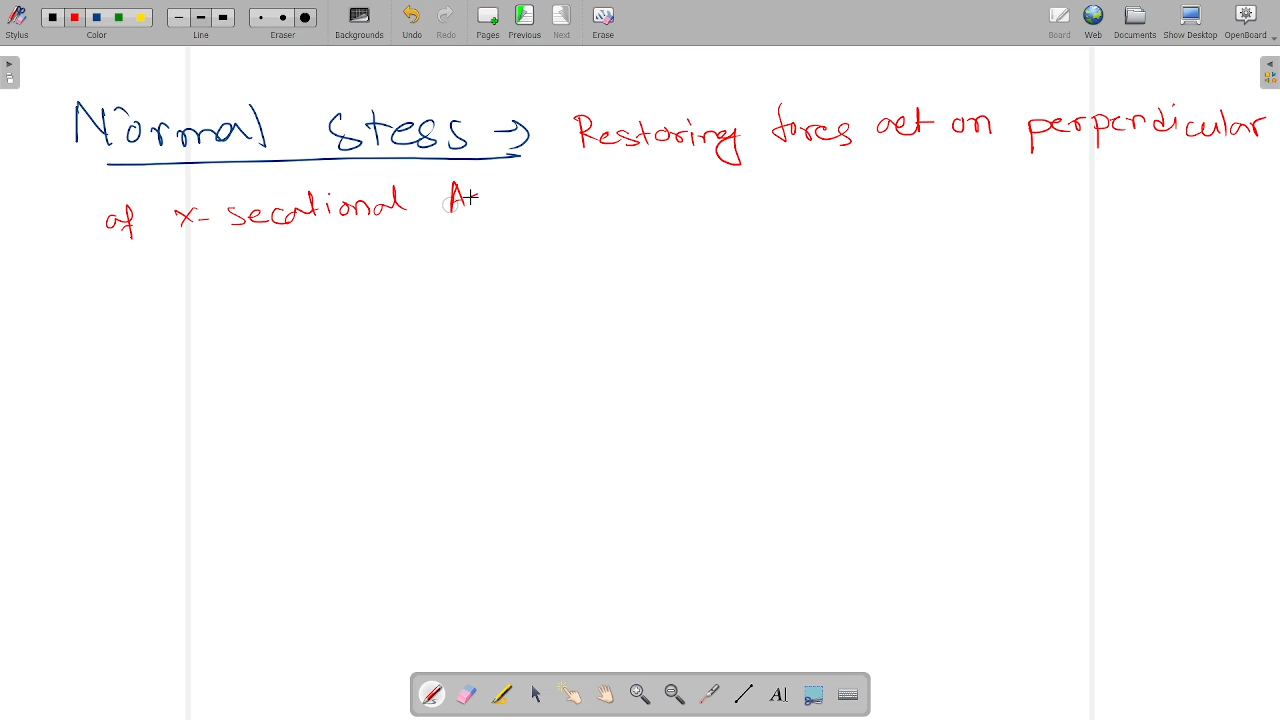 Stylus Color Line Eraser Backgrounds Undo Redo Pages Previous Next Erase Board Web Documents Show Desktop OpenBoard
Normal stess → Restoring forces act on perpendicular
of x-secational A